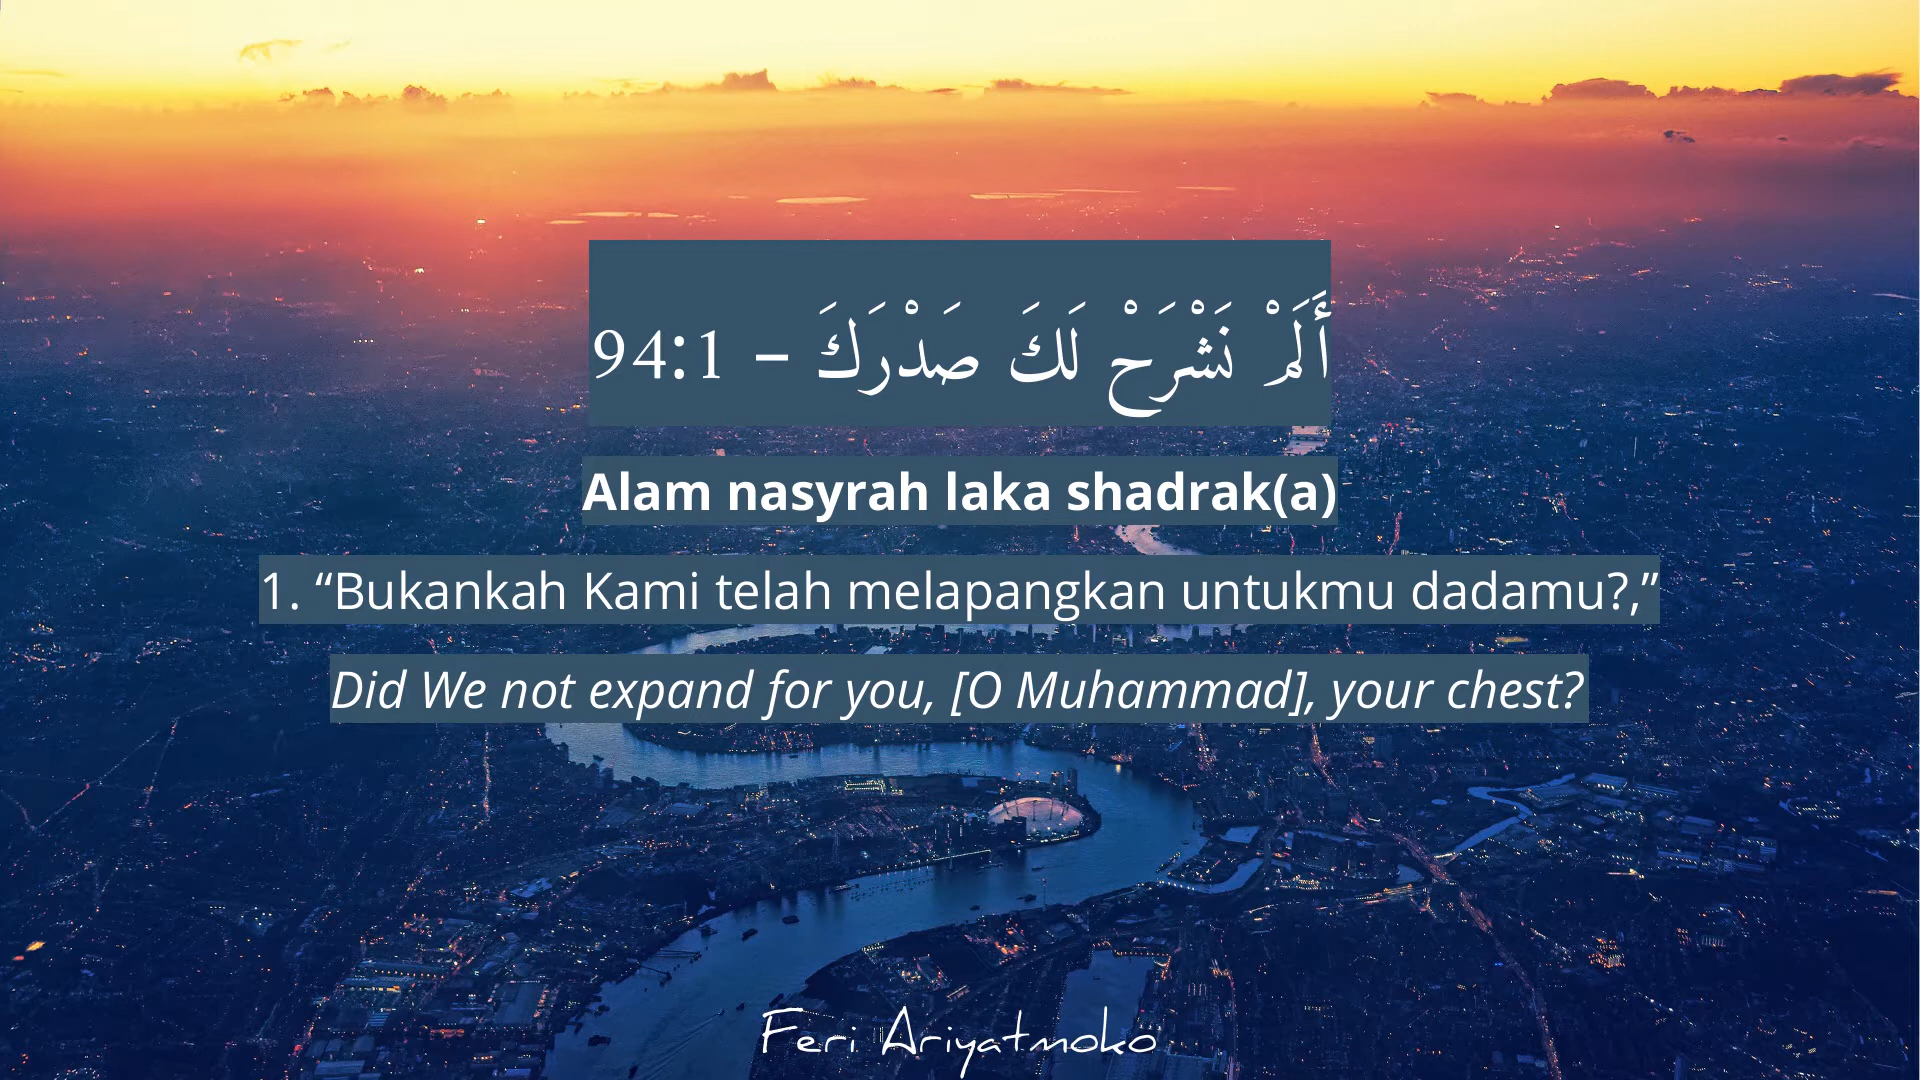 أَلَمْ نَشْرَحْ لَكَ صَدْرَكَ – 94:1
Alam nasyrah laka shadrak(a)
1. “Bukankah Kami telah melapangkan untukmu dadamu?,”
Did We not expand for you, [O Muhammad], your chest?
Feri Ariyatmoko